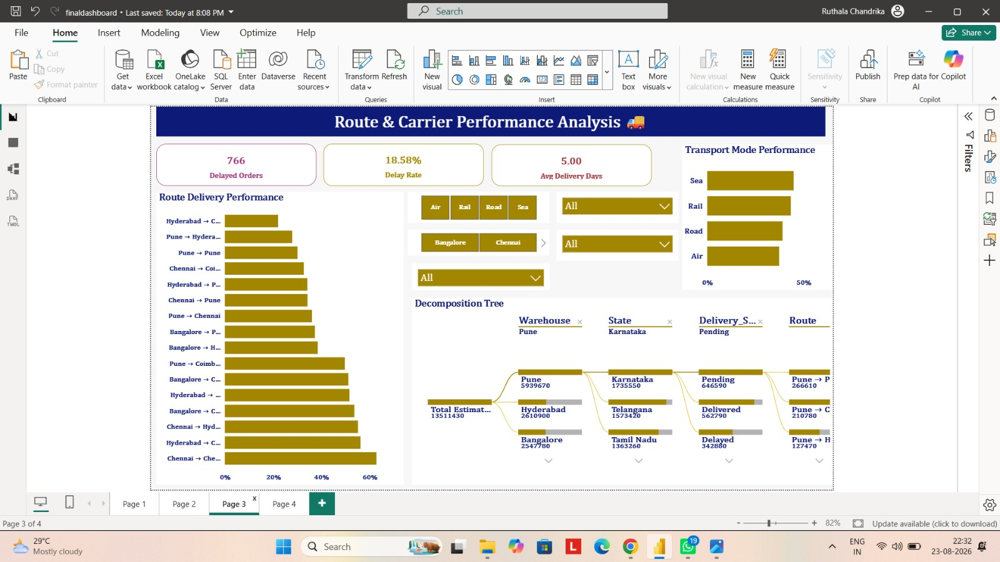 finaldashboard • Last saved: Today at 8:08 PM
Search
Ruthala Chandrika
File
Home
Insert
Modeling
View
Optimize
Help
Share
Paste
Cut
Copy
Format painter
Clipboard
Get data
Excel workbook
OneLake catalog
SQL Server
Enter data
Dataverse
Recent sources
Data
Transform data
Refresh
Queries
New visual
Text box
More visuals
Insert
New visual calculation
New measure
Quick measure
Calculations
Sensitivity
Sensitivity
Publish
Share
Prep data for AI
Copilot
Copilot
Route & Carrier Performance Analysis 🚚
766
Delayed Orders
18.58%
Delay Rate
5.00
Avg Delivery Days
Transport Mode Performance
Sea
Rail
Road
Air
0%
50%
Route Delivery Performance
Hyderabad → C...
Pune → Hydera...
Pune → Pune
Chennai → Coi...
Hyderabad → P...
Chennai → Pune
Pune → Chennai
Bangalore → P...
Bangalore → H...
Pune → Coimb...
Bangalore → C...
Hyderabad → ...
Bangalore → C...
Chennai → Hyd...
Hyderabad → C...
Chennai → Che...
0%
20%
40%
60%
Air
Rail
Road
Sea
All
Bangalore
Chennai
All
All
Decomposition Tree
Warehouse
Pune
State
Karnataka
Delivery_S...
Pending
Route
Total Estimat...
13511430
Pune
5939670
Hyderabad
2610900
Bangalore
2547780
Karnataka
1735550
Telangana
1573420
Tamil Nadu
1363260
Pending
646590
Delivered
562790
Delayed
342880
Pune → P
266610
Pune → C
210780
Pune → H
127470
Filters
DAX
TMDL
Page 1
Page 2
Page 3
x
Page 4
Page 3 of 4
82%
Update available (click to download)
29°C
Mostly cloudy
Search
L
19
ENG
IN
22:32
23-08-2026